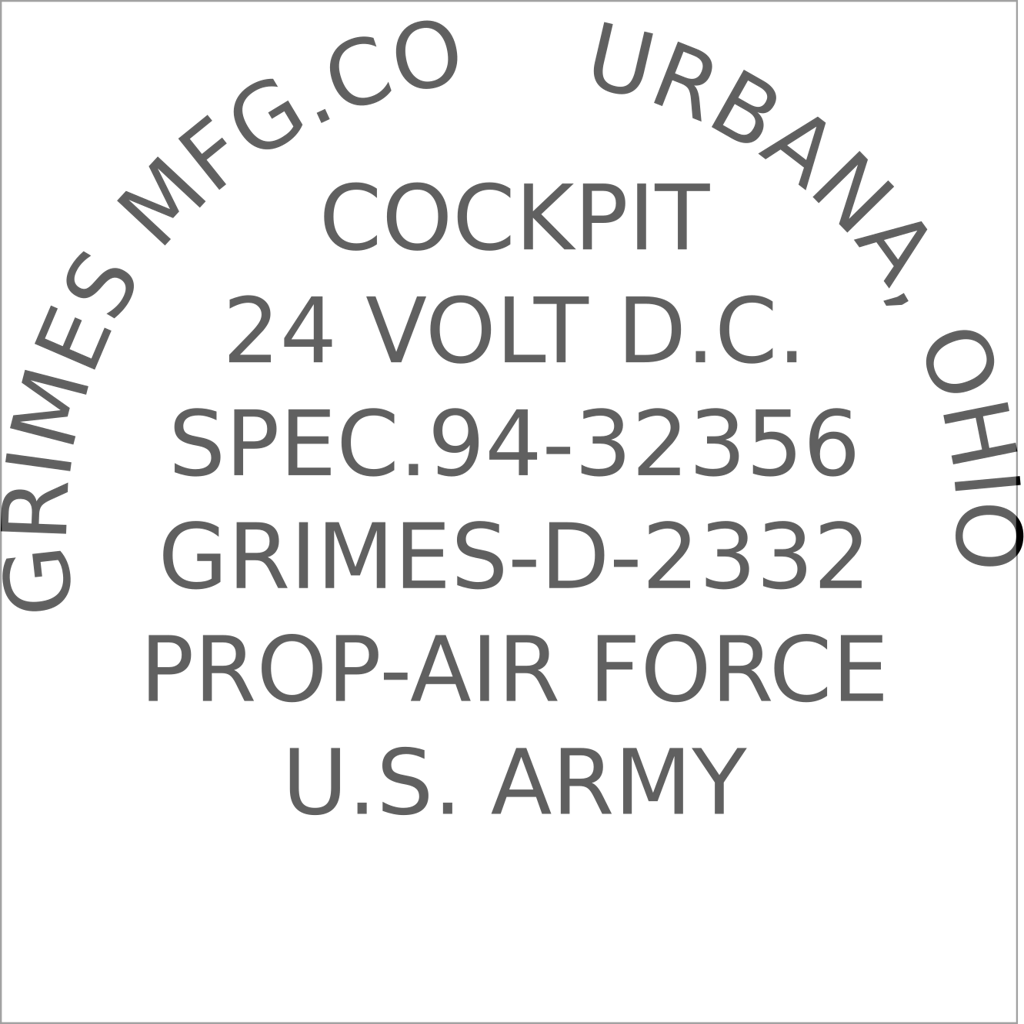 GRIMES MFG.CO URBANA, OHIO
COCKPIT
24 VOLT D.C.
SPEC.94-32356
GRIMES-D-2332
PROP-AIR FORCE
U.S. ARMY